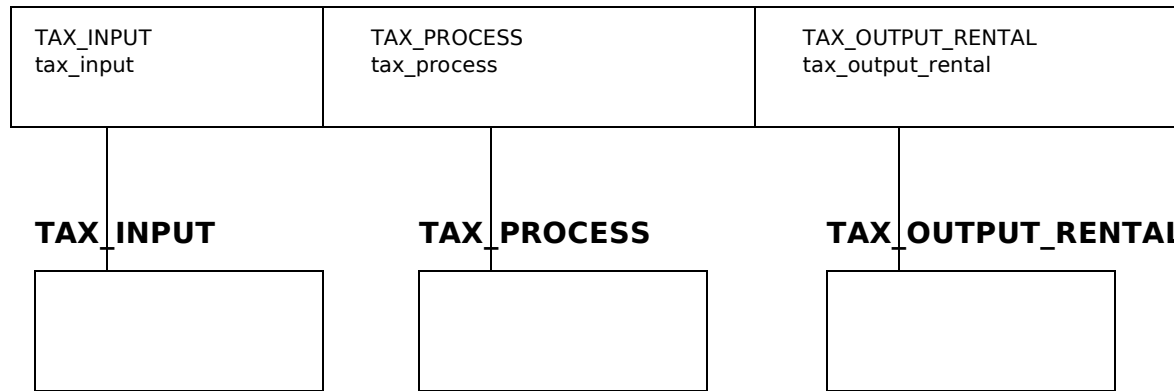 TAX_INPUT
tax_input
TAX_PROCESS
tax_process
TAX_OUTPUT_RENTAL
tax_output_rental
TAX_INPUT
TAX_PROCESS
TAX_OUTPUT_RENTAL